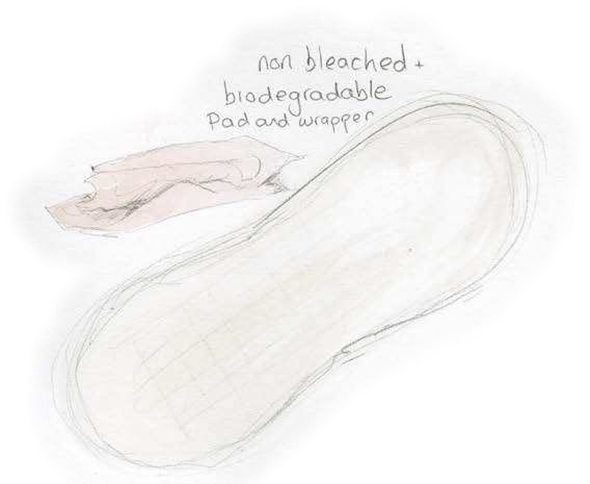 non bleached +
biodegradable
Pad and wrapper